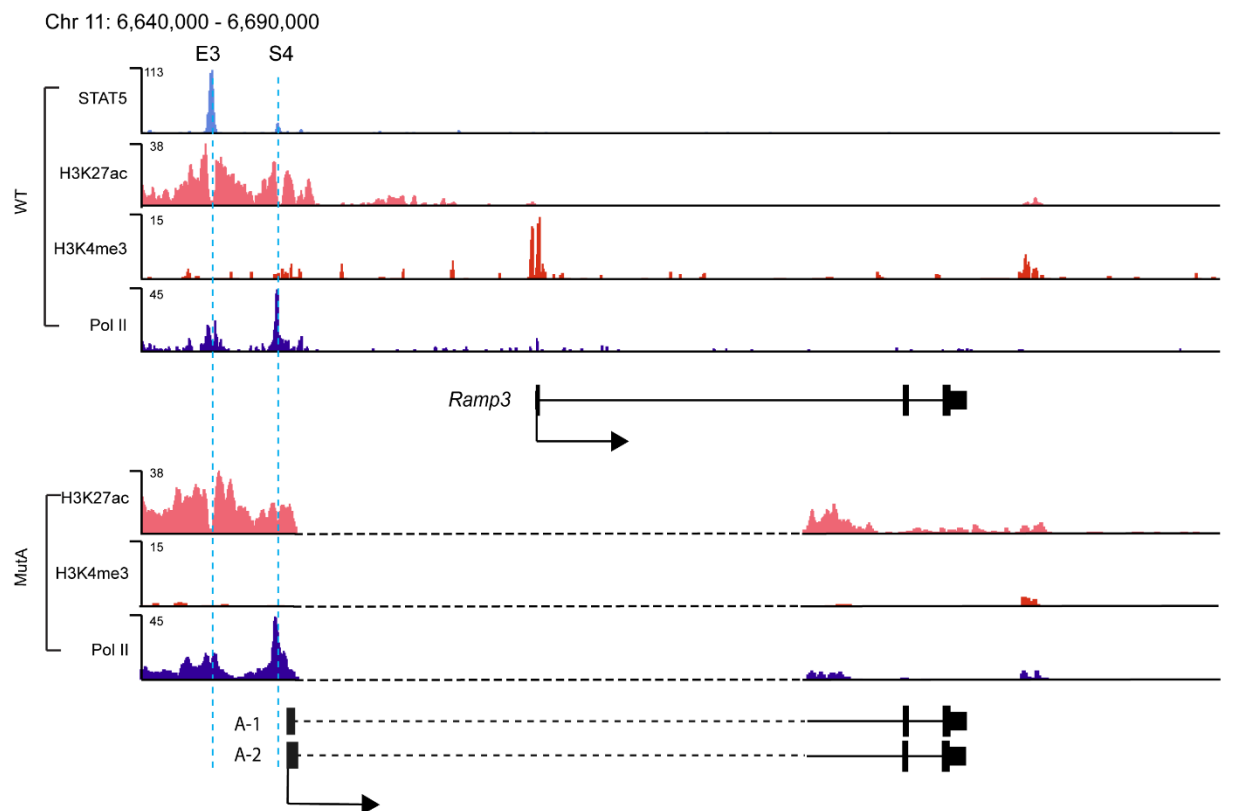 Chr 11: 6,640,000 - 6,690,000
E3 S4
WT
113
STAT5
38
H3K27ac
15
H3K4me3
45
Pol II
Ramp3
MutA
38
H3K27ac
15
H3K4me3
45
Pol II
A-1
A-2